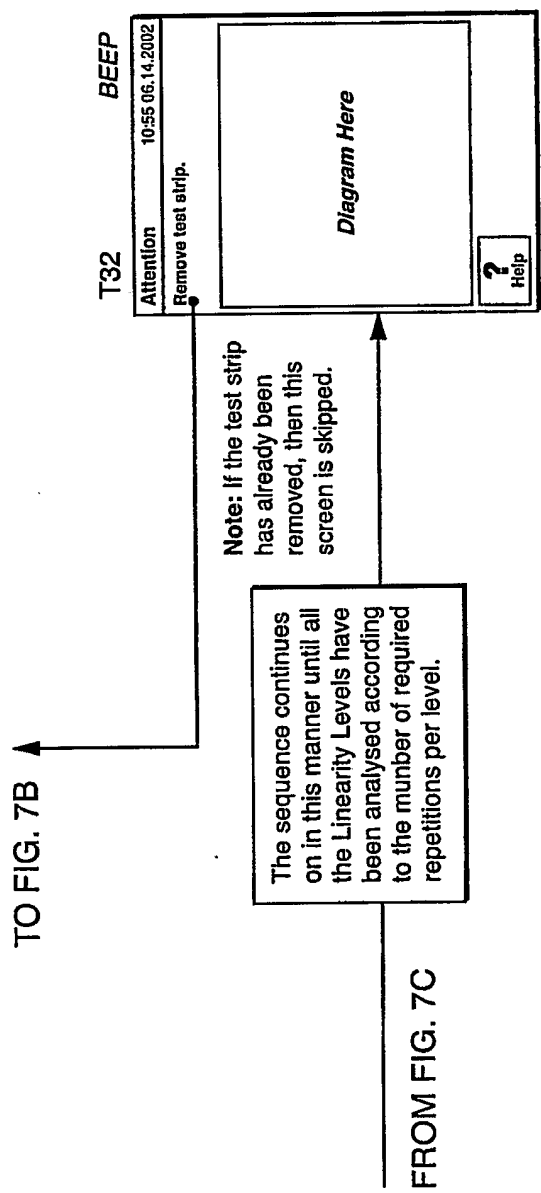 TO FIG. 7B
FROM FIG. 7C
The sequence continues
on in this manner until all
the Linearity Levels have
been analysed according
to the munber of required
repetitions per level.
Note: If the test strip
has already been
removed, then this
screen is skipped.
T32 BEEP
Attention 10:55 06.14.2002
Remove test strip.
Diagram Here
?
Help